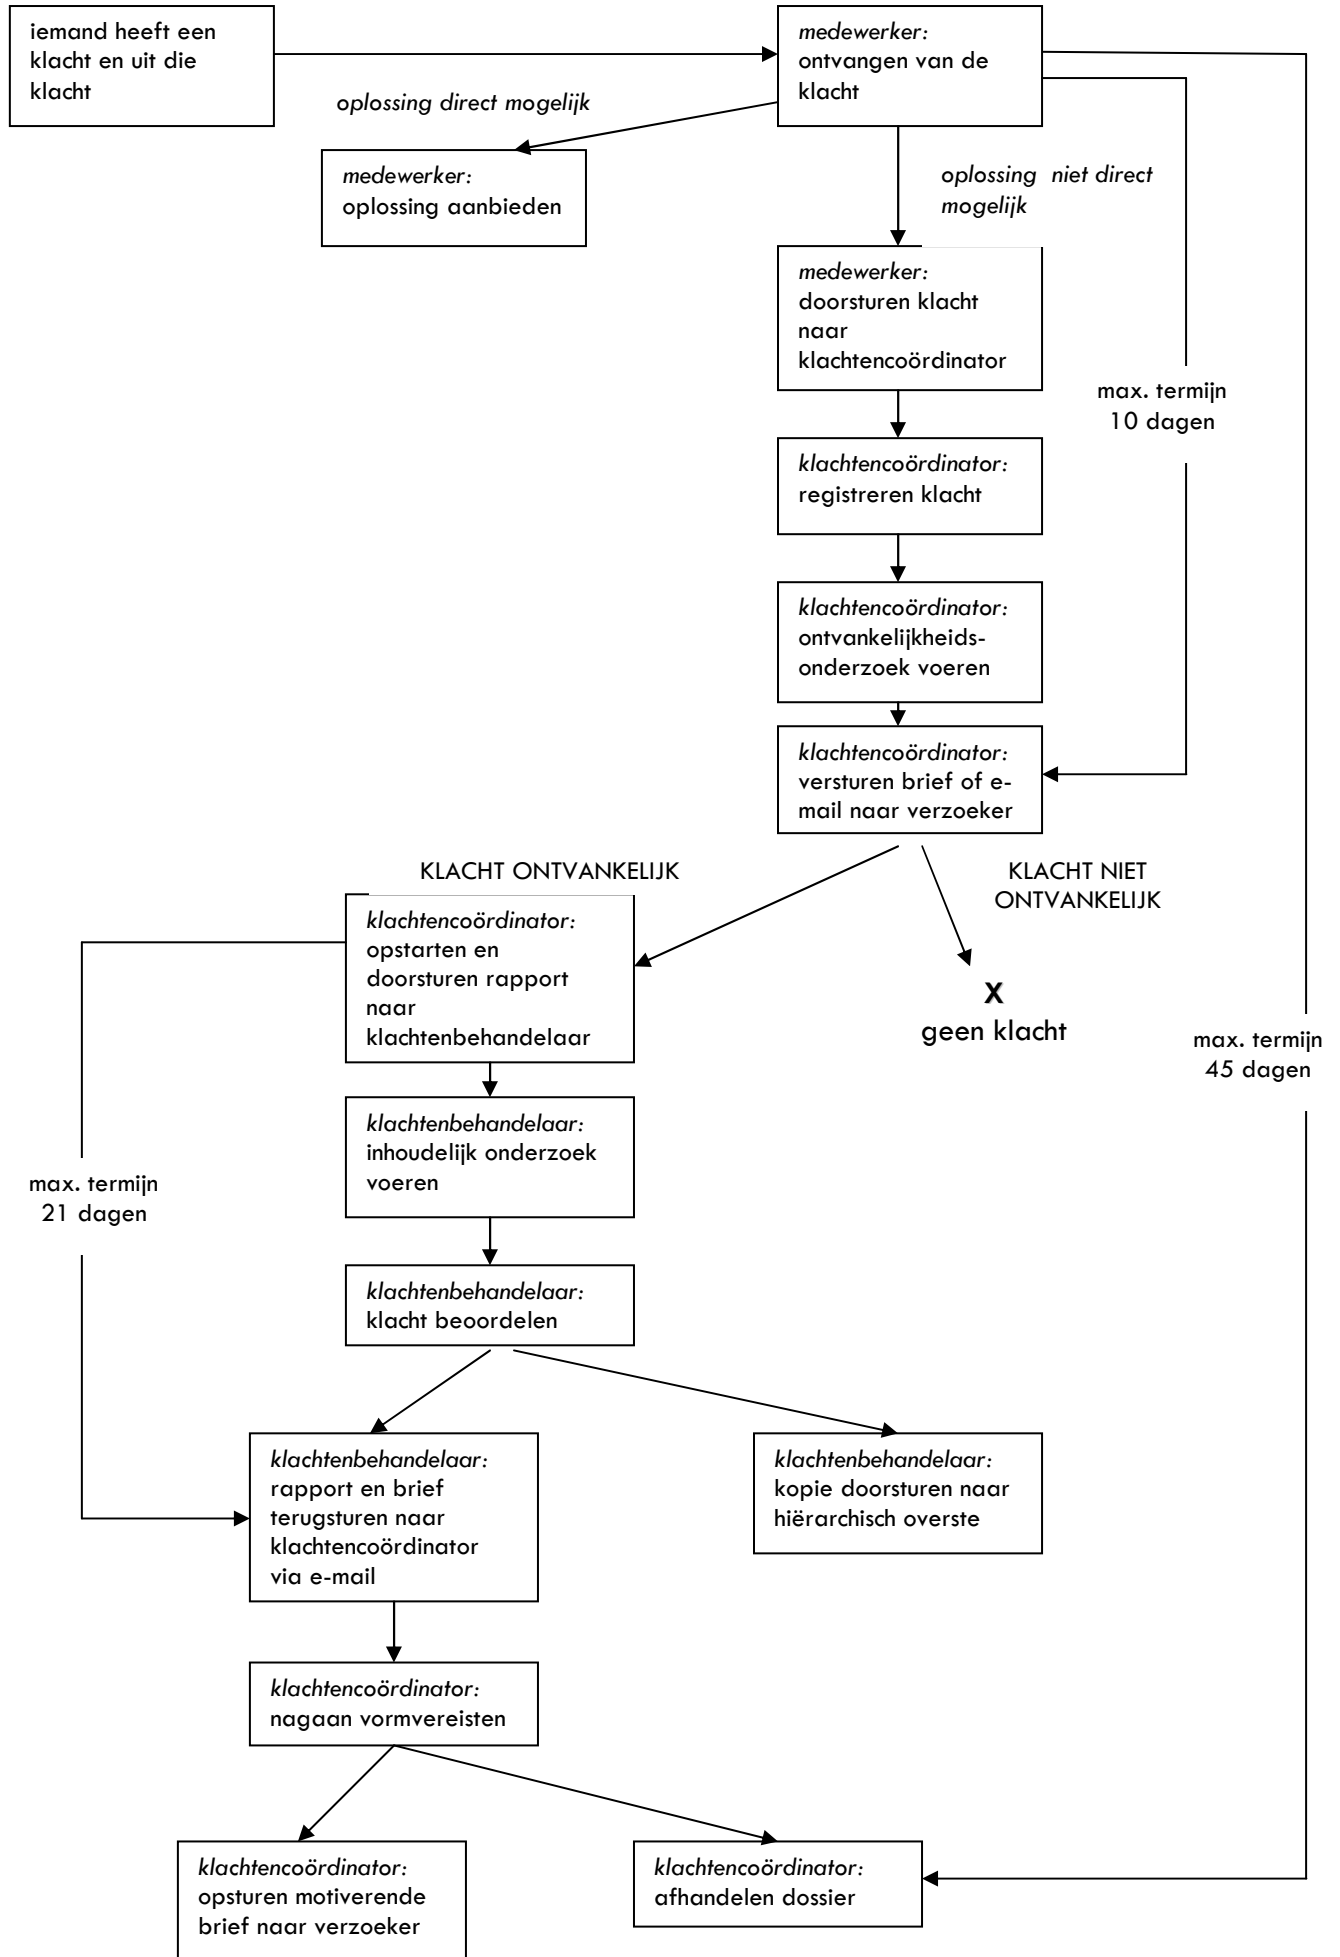 iemand heeft een
klacht en uit die
klacht
medewerker:
ontvangen van de
klacht
oplossing direct mogelijk
medewerker:
oplossing aanbieden
oplossing niet direct
mogelijk
medewerker:
doorsturen klacht
naar
klachtencoördinator
max. termijn
10 dagen
klachtencoördinator:
registreren klacht
klachtencoördinator:
ontvankelijkheids-
onderzoek voeren
klachtencoördinator:
versturen brief of e-
mail naar verzoeker
KLACHT ONTVANKELIJK
KLACHT NIET
ONTVANKELIJK
klachtencoördinator:
opstarten en
doorsturen rapport
naar
klachtenbehandelaar
X
geen klacht
max. termijn
45 dagen
klachtenbehandelaar:
inhoudelijk onderzoek
voeren
max. termijn
21 dagen
klachtenbehandelaar:
klacht beoordelen
klachtenbehandelaar:
rapport en brief
terugsturen naar
klachtencoördinator
via e-mail
klachtenbehandelaar:
kopie doorsturen naar
hiërarchisch overste
klachtencoördinator:
nagaan vormvereisten
klachtencoördinator:
opsturen motiverende
brief naar verzoeker
klachtencoördinator:
afhandelen dossier